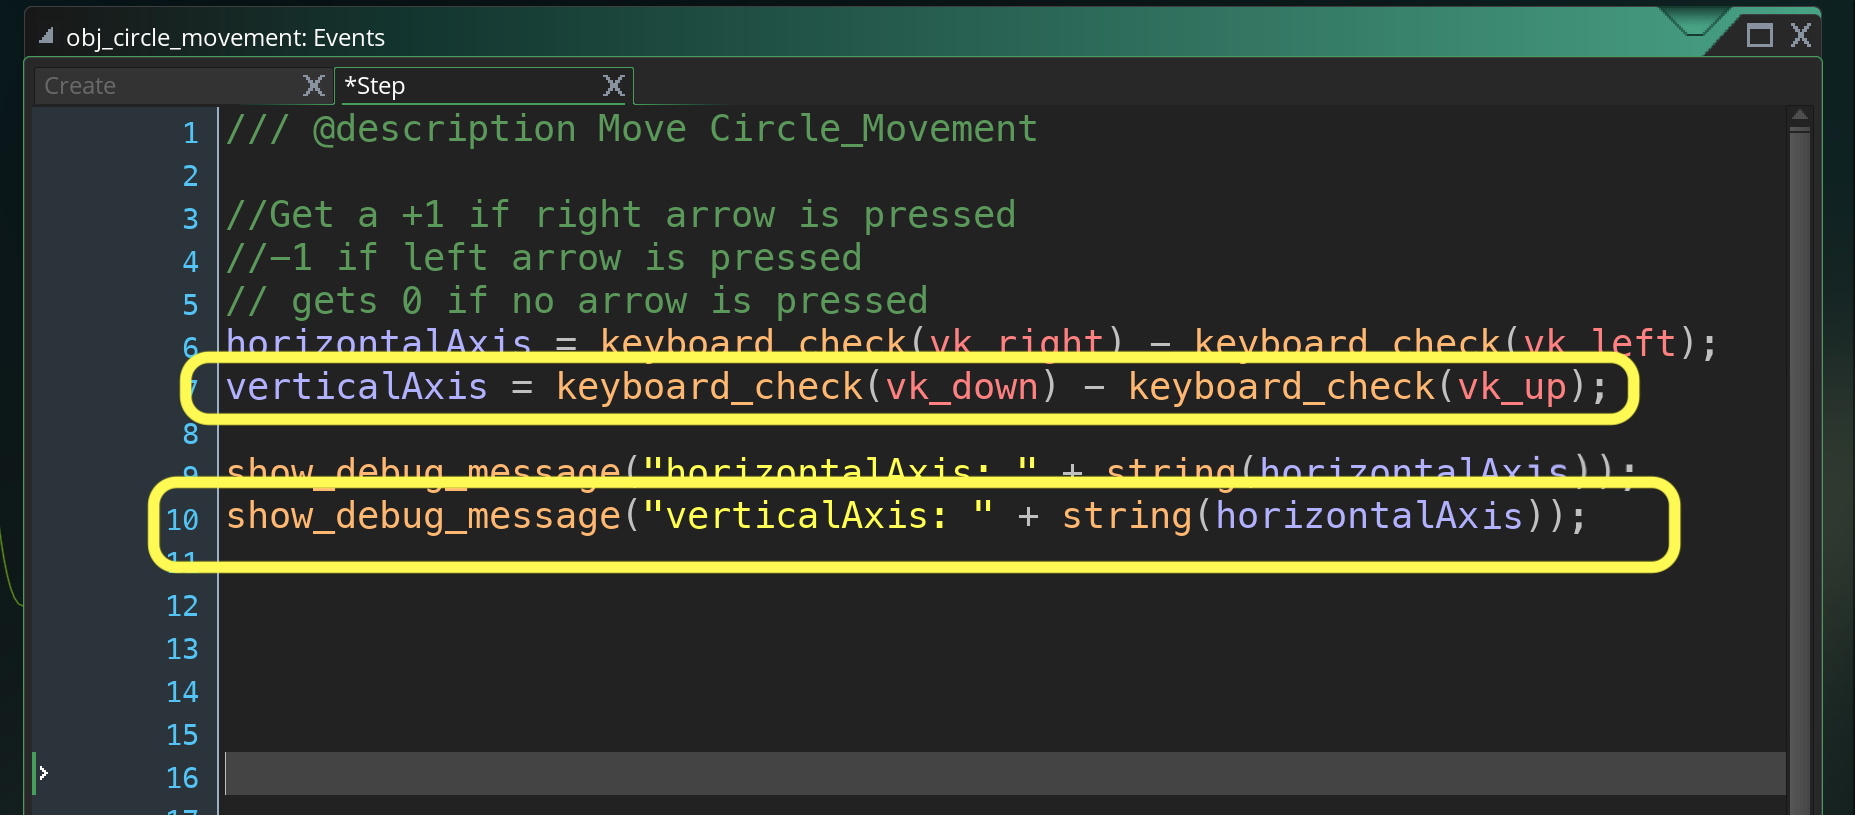 obj_circle_movement: Events
Create
*Step
1 /// @description Move Circle_Movement
2
3 //Get a +1 if right arrow is pressed
4 //−1 if left arrow is pressed
5 // gets 0 if no arrow is pressed
6 horizontalAxis = keyboard_check(vk_right) − keyboard_check(vk_left);
7 verticalAxis = keyboard_check(vk_down) − keyboard_check(vk_up);
8
9 show_debug_message("horizontalAxis: " + string(horizontalAxis));
10 show_debug_message("verticalAxis: " + string(horizontalAxis));
11
12
13
14
15
16
17